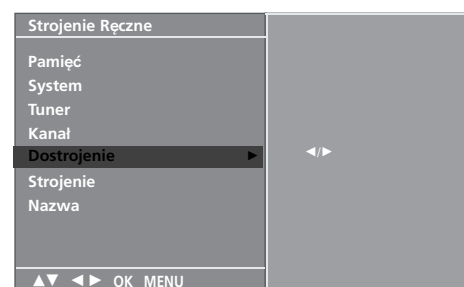 Strojenie Ręczne
Pamięć
System
Tuner
Kanał
Dostrojenie ► ◄/►
Strojenie
Nazwa
▲▼ ◄► OK MENU